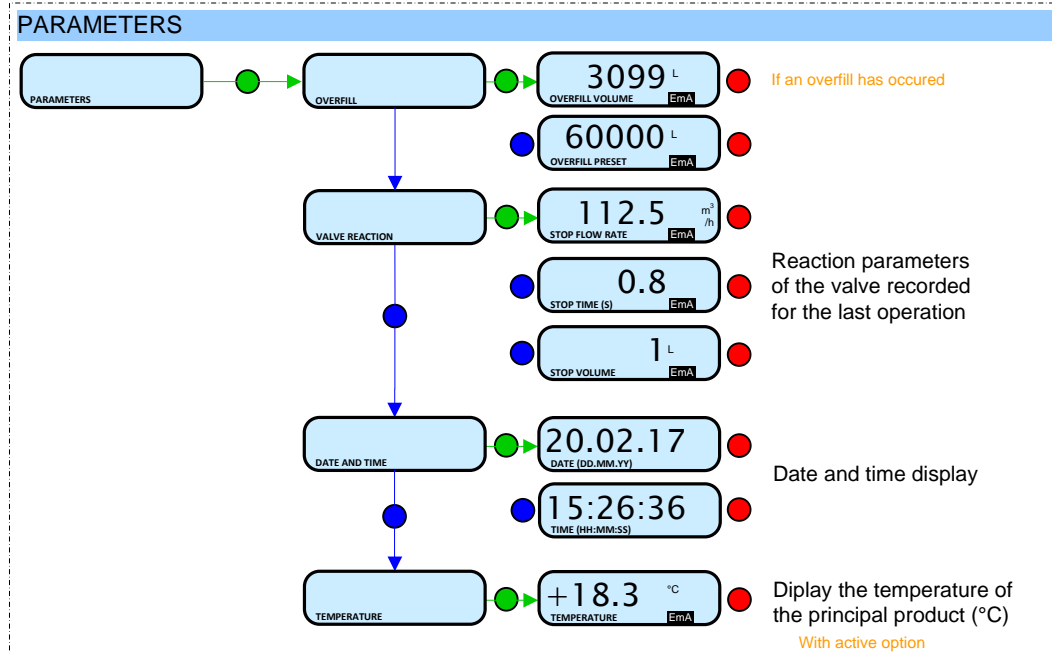 PARAMETERS
PARAMETERS
OVERFILL
3099 L
OVERFILL VOLUME EmA
If an overfill has occured
60000 L
OVERFILL PRESET EmA
VALVE REACTION
112.5 m³/h
STOP FLOW RATE EmA
0.8
STOP TIME (S) EmA
Reaction parameters
of the valve recorded
for the last operation
1 L
STOP VOLUME EmA
DATE AND TIME
20.02.17
DATE (DD.MM.YY)
Date and time display
15:26:36
TIME (HH:MM:SS)
TEMPERATURE
+18.3 °C
TEMPERATURE EmA
Diplay the temperature of
the principal product (°C)
With active option